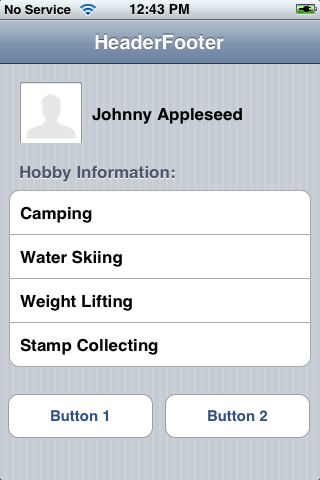 No Service 12:43 PM
HeaderFooter
Johnny Appleseed
Hobby Information:
Camping
Water Skiing
Weight Lifting
Stamp Collecting
Button 1 Button 2